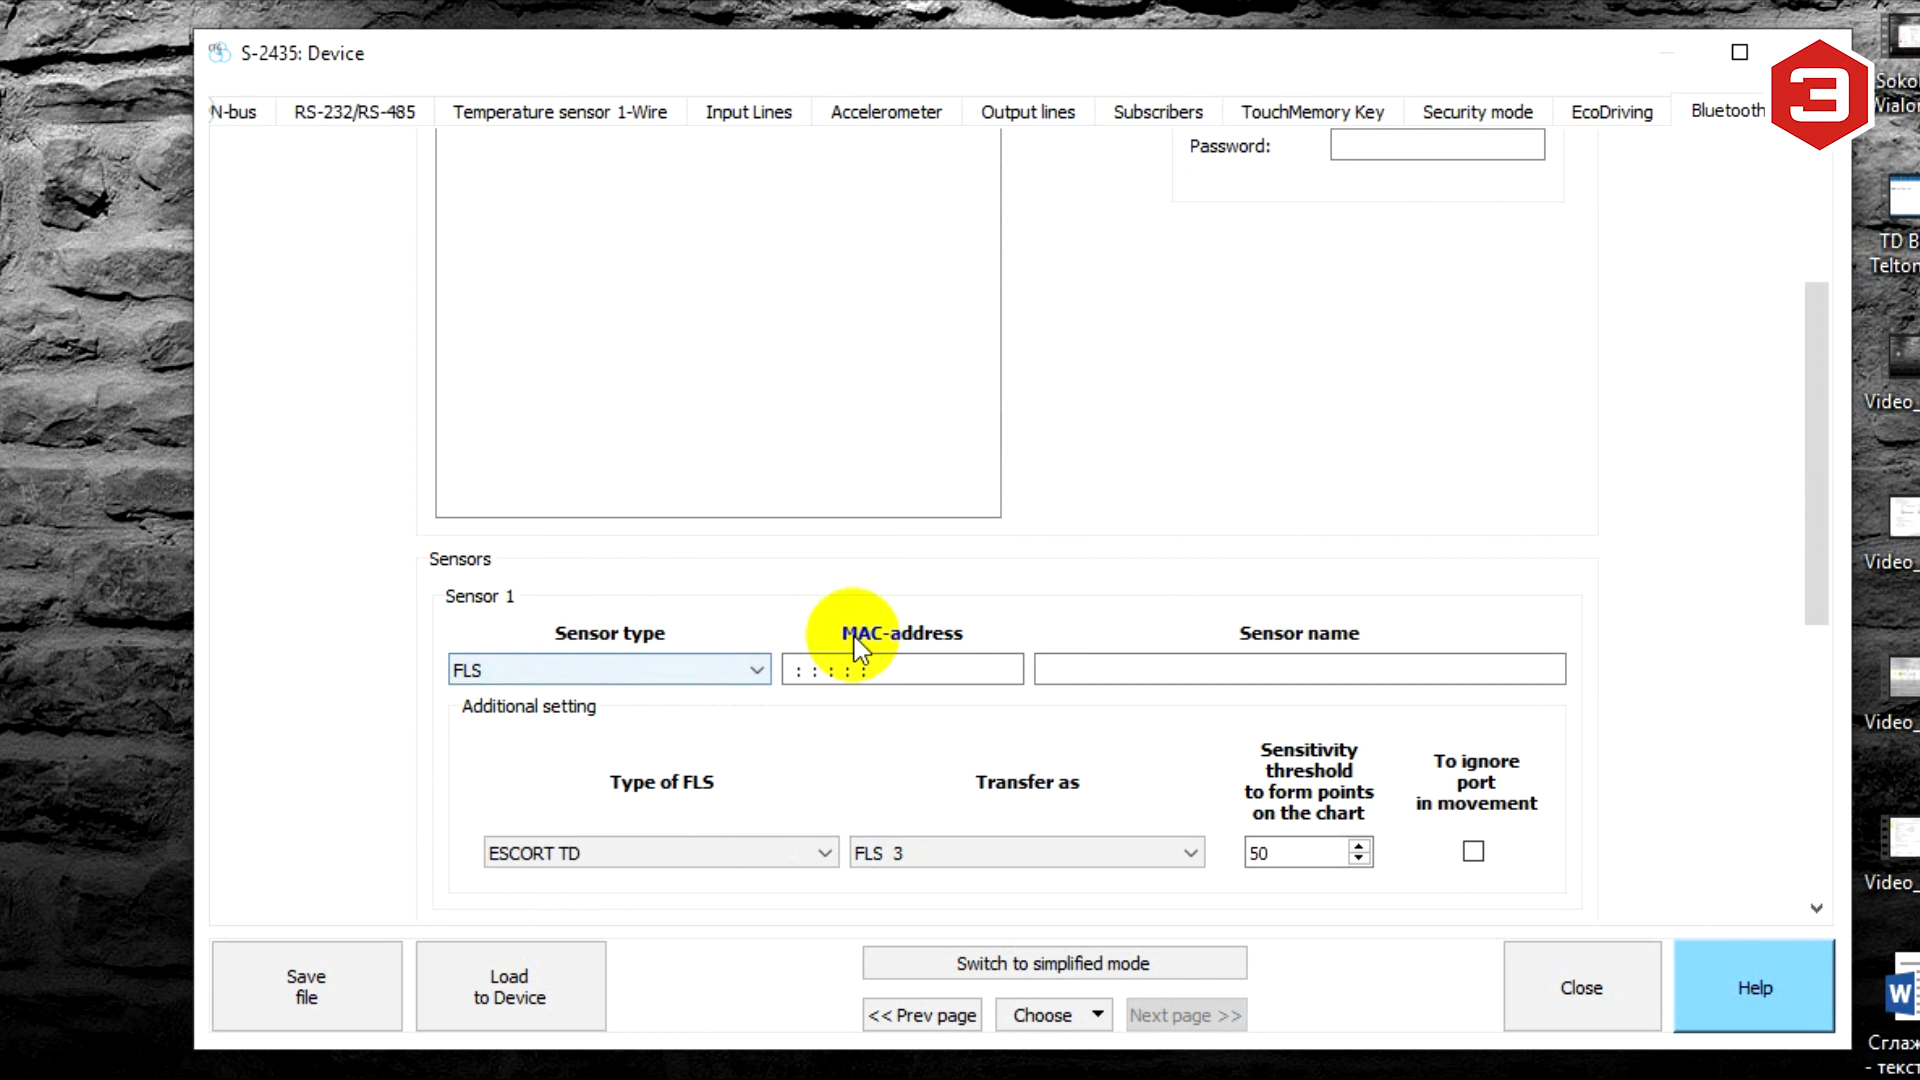 S-2435: Device
N-bus
RS-232/RS-485
Temperature sensor 1-Wire
Input Lines
Accelerometer
Output lines
Subscribers
TouchMemory Key
Security mode
EcoDriving
Bluetooth
Password:
Sensors
Sensor 1
Sensor type
MAC-address
Sensor name
FLS
: : : : :
Additional setting
Type of FLS
Transfer as
Sensitivity
threshold
to form points
on the chart
To ignore
port
in movement
ESCORT TD
FLS 3
50
Save
file
Load
to Device
Switch to simplified mode
<< Prev page
Choose
Next page >>
Close
Help
Э
Sokol
Wialon
TD B
Telton
Video_
Video_
Video_
Video_
W
Сглаж
- текст